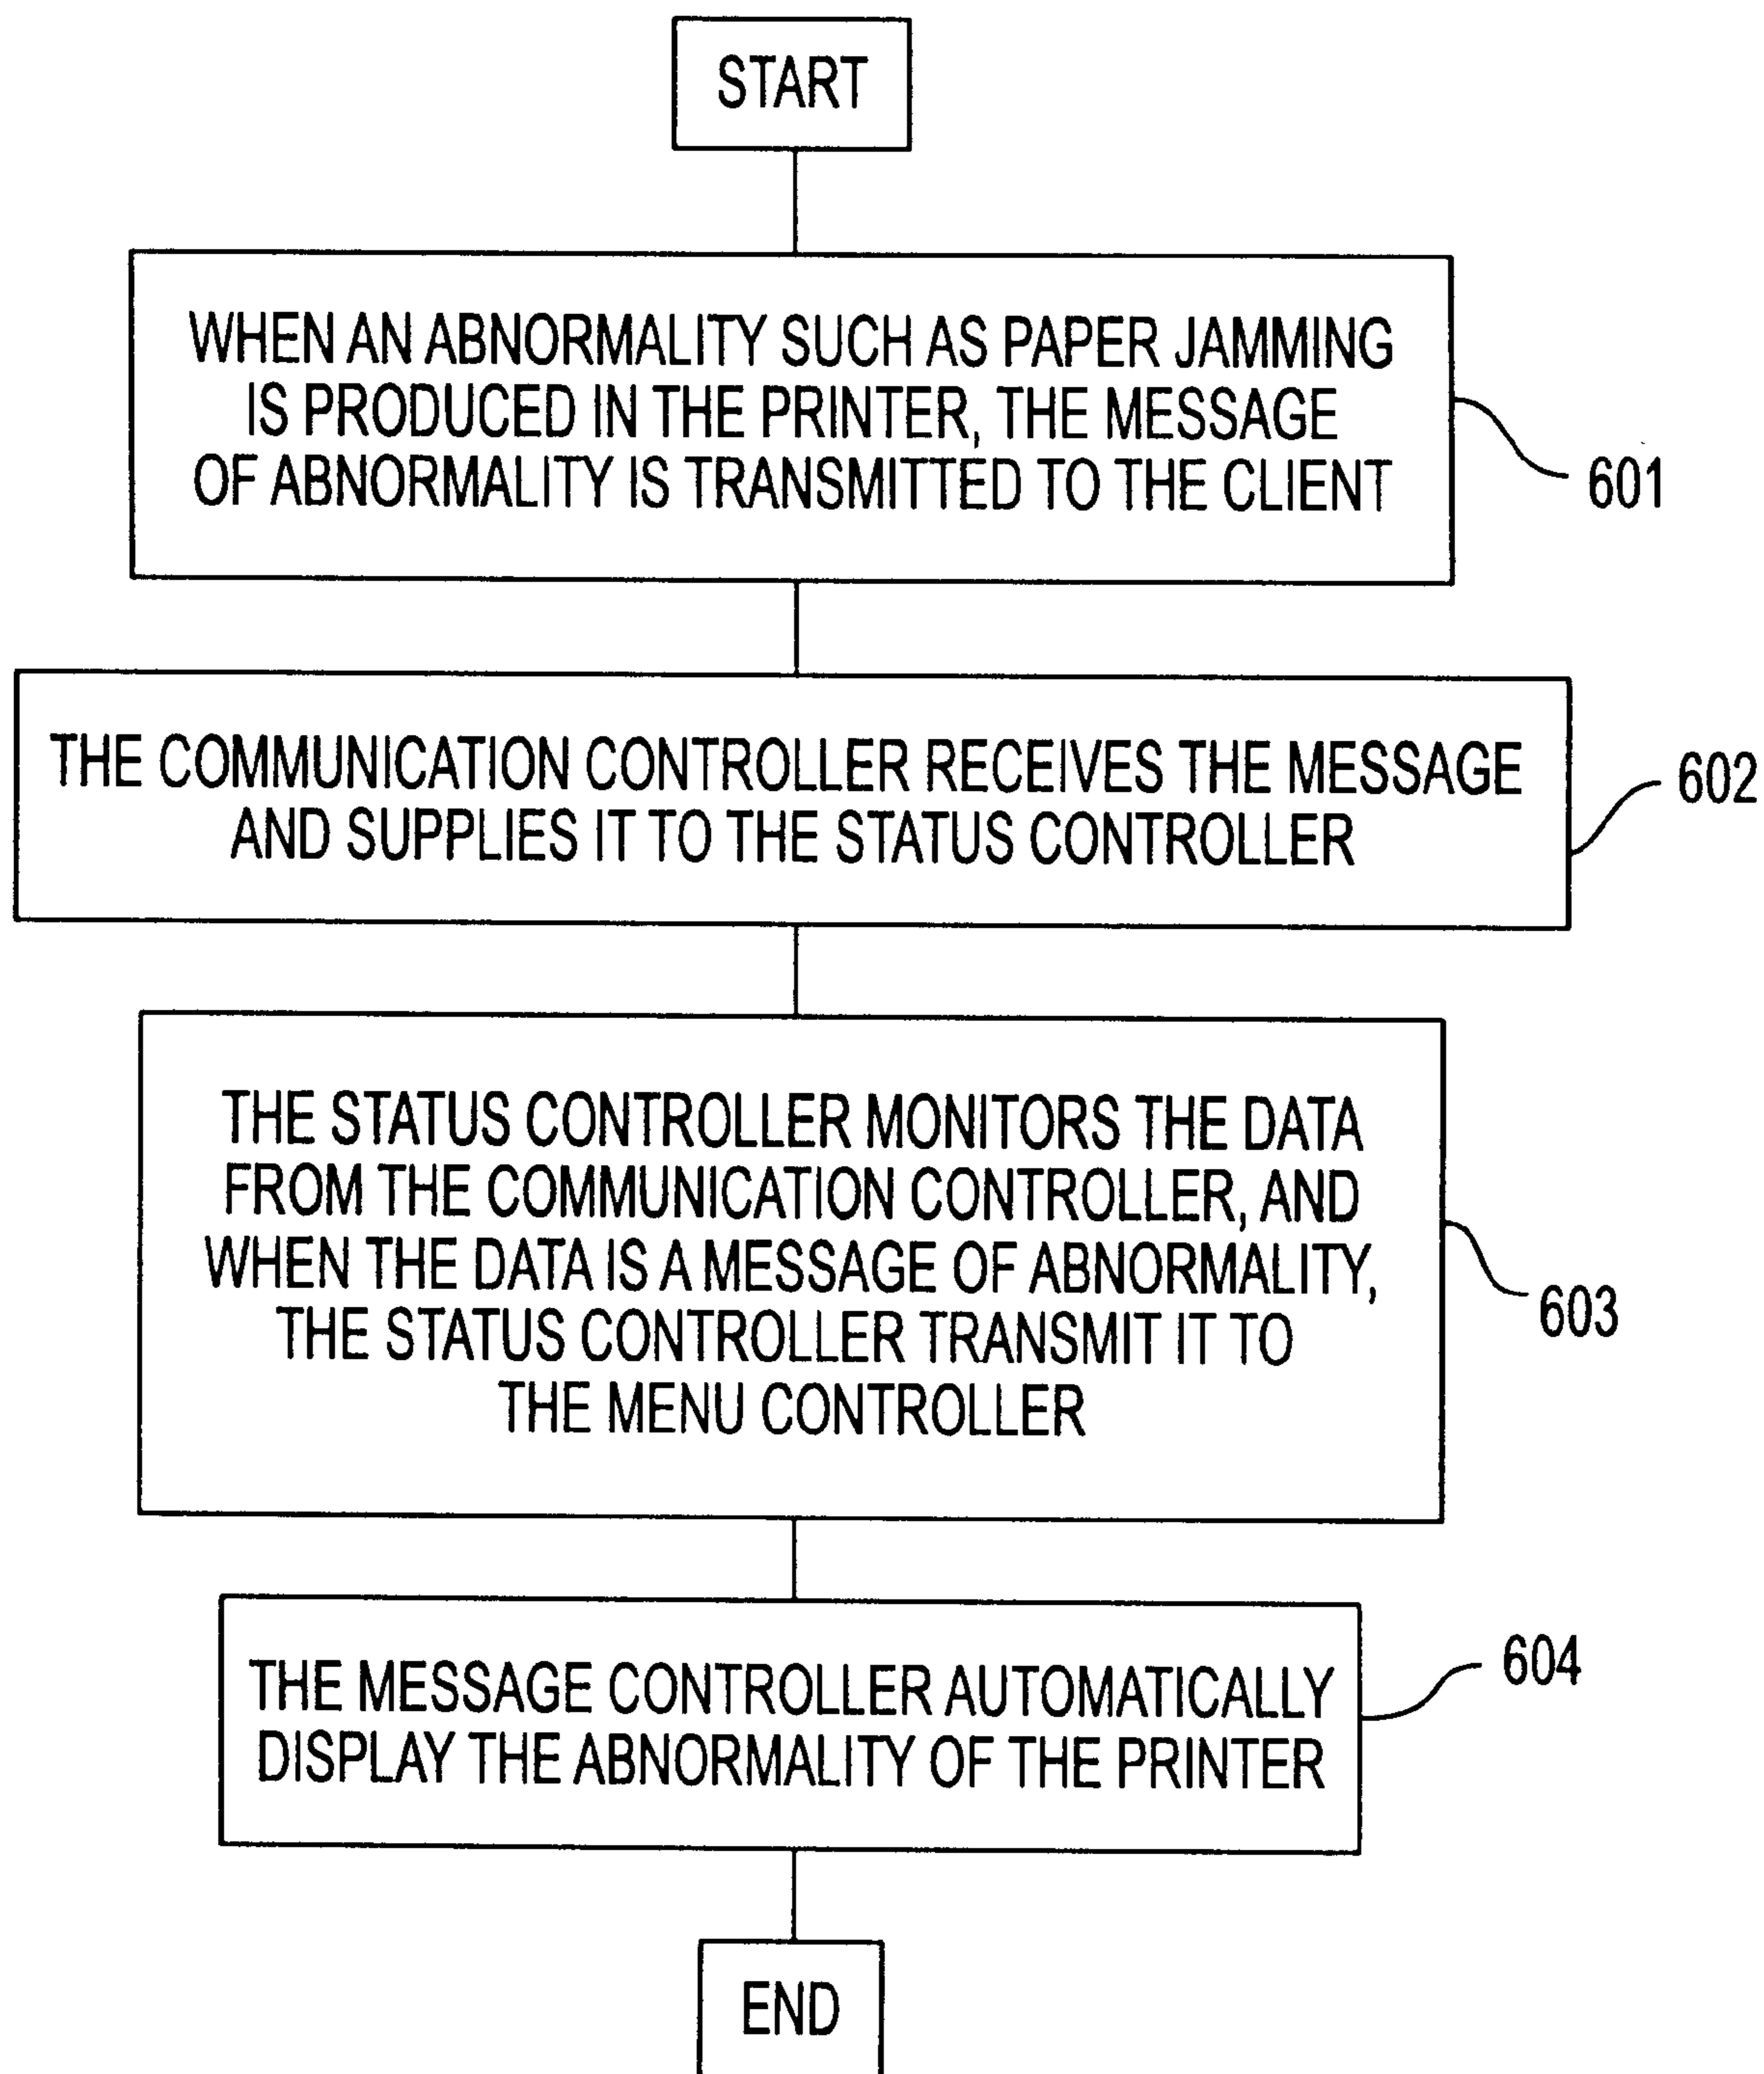 START
WHEN AN ABNORMALITY SUCH AS PAPER JAMMING
IS PRODUCED IN THE PRINTER, THE MESSAGE
OF ABNORMALITY IS TRANSMITTED TO THE CLIENT
601
THE COMMUNICATION CONTROLLER RECEIVES THE MESSAGE
AND SUPPLIES IT TO THE STATUS CONTROLLER
602
THE STATUS CONTROLLER MONITORS THE DATA
FROM THE COMMUNICATION CONTROLLER, AND
WHEN THE DATA IS A MESSAGE OF ABNORMALITY,
THE STATUS CONTROLLER TRANSMIT IT TO
THE MENU CONTROLLER
603
THE MESSAGE CONTROLLER AUTOMATICALLY
DISPLAY THE ABNORMALITY OF THE PRINTER
604
END